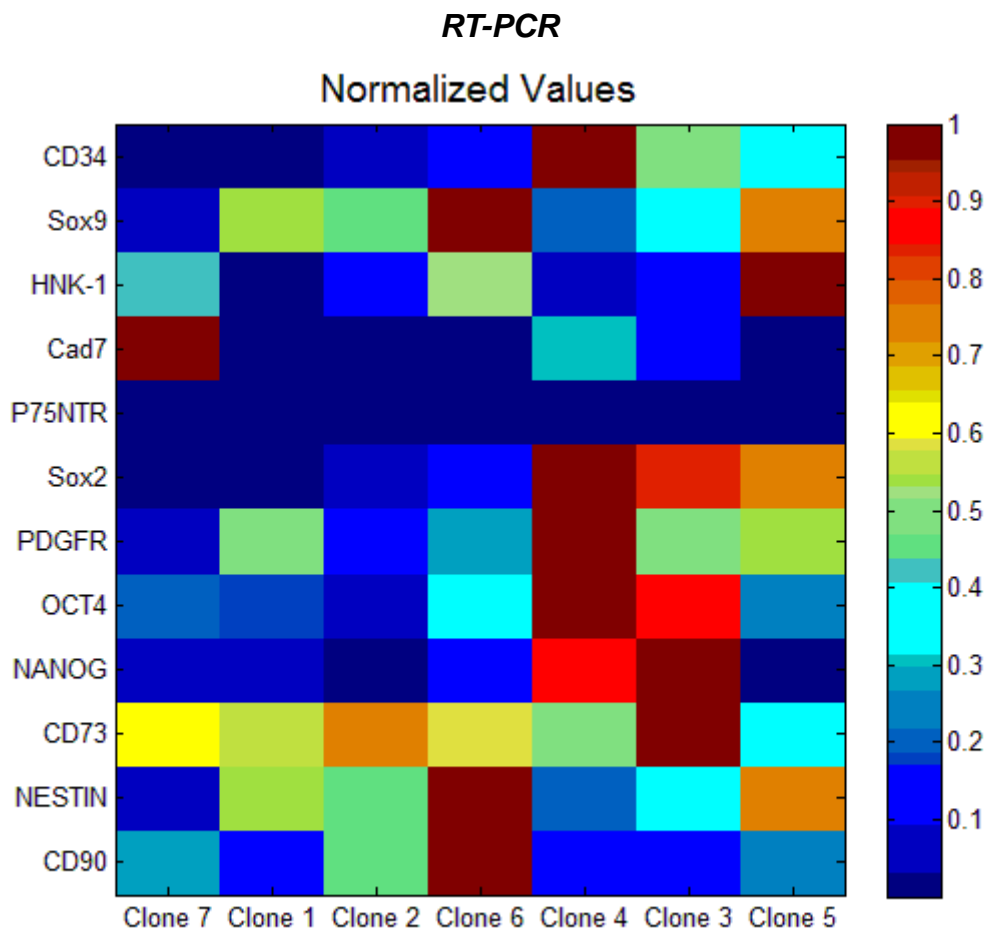 RT-PCR
Normalized Values
CD34
Sox9
HNK-1
Cad7
P75NTR
Sox2
PDGFR
OCT4
NANOG
CD73
NESTIN
CD90
Clone 7 Clone 1 Clone 2 Clone 6 Clone 4 Clone 3 Clone 5
1
0.9
0.8
0.7
0.6
0.5
0.4
0.3
0.2
0.1